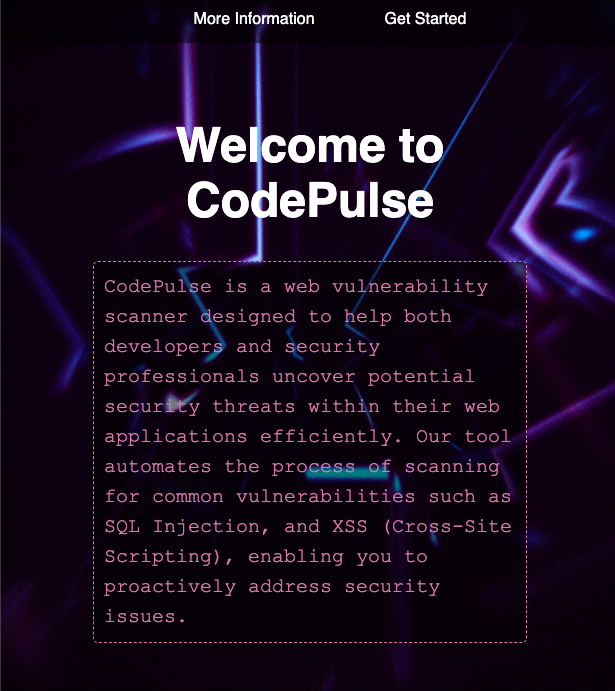 More Information Get Started
Welcome to
CodePulse
CodePulse is a web vulnerability
scanner designed to help both
developers and security
professionals uncover potential
security threats within their web
applications efficiently. Our tool
automates the process of scanning
for common vulnerabilities such as
SQL Injection, and XSS (Cross-Site
Scripting), enabling you to
proactively address security
issues.